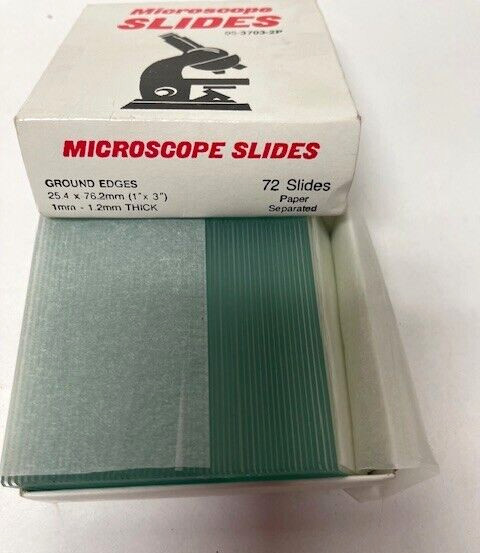 Microscope
SLIDES
95-3703-2P
MICROSCOPE SLIDES
GROUND EDGES
25.4 x 76.2mm (1"x 3")
1mm - 1.2mm THICK
72 Slides
Paper
Separated